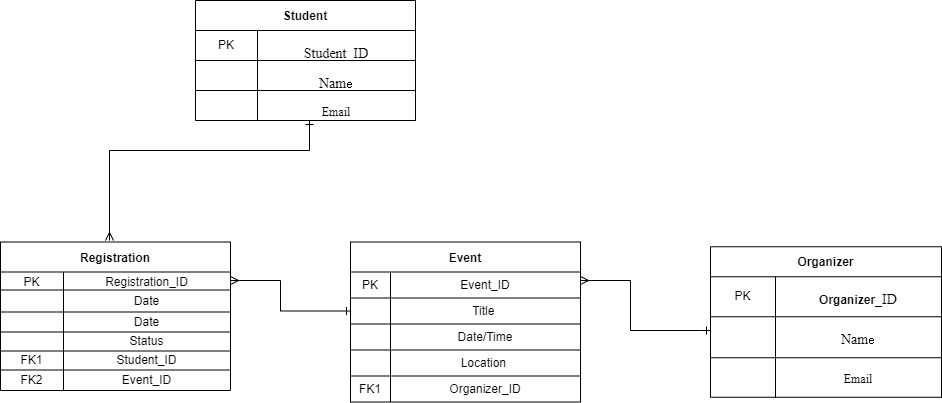 Student
PK Student_ID
Name
Email
Registration
PK Registration_ID
Date
Date
Status
FK1 Student_ID
FK2 Event_ID
Event
PK Event_ID
Title
Date/Time
Location
FK1 Organizer_ID
Organizer
PK Organizer_ID
Name
Email